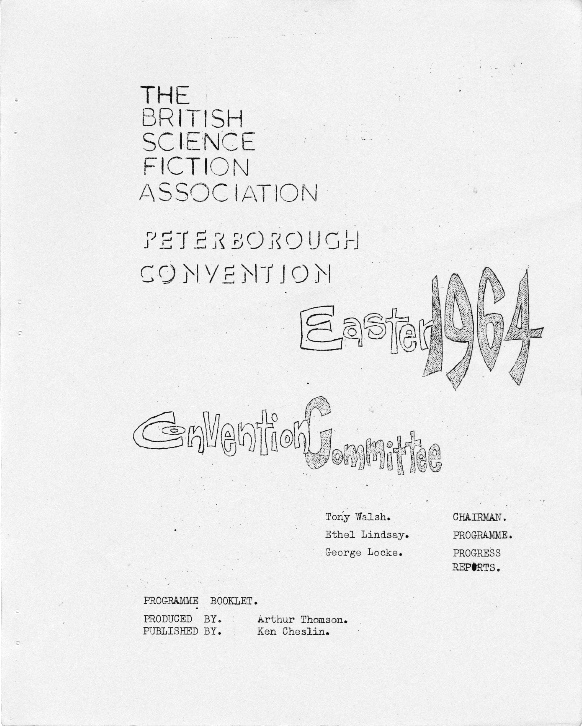 THE
BRITISH
SCIENCE
FICTION
ASSOCIATION
PETERBOROUGH
CONVENTION
Easter 1964
Convention Committee
Tony Walsh. CHAIRMAN.
Ethel Lindsay. PROGRAMME.
George Locke. PROGRESS
REPORTS.
PROGRAMME BOOKLET.
PRODUCED BY. Arthur Thomson.
PUBLISHED BY. Ken Cheslin.